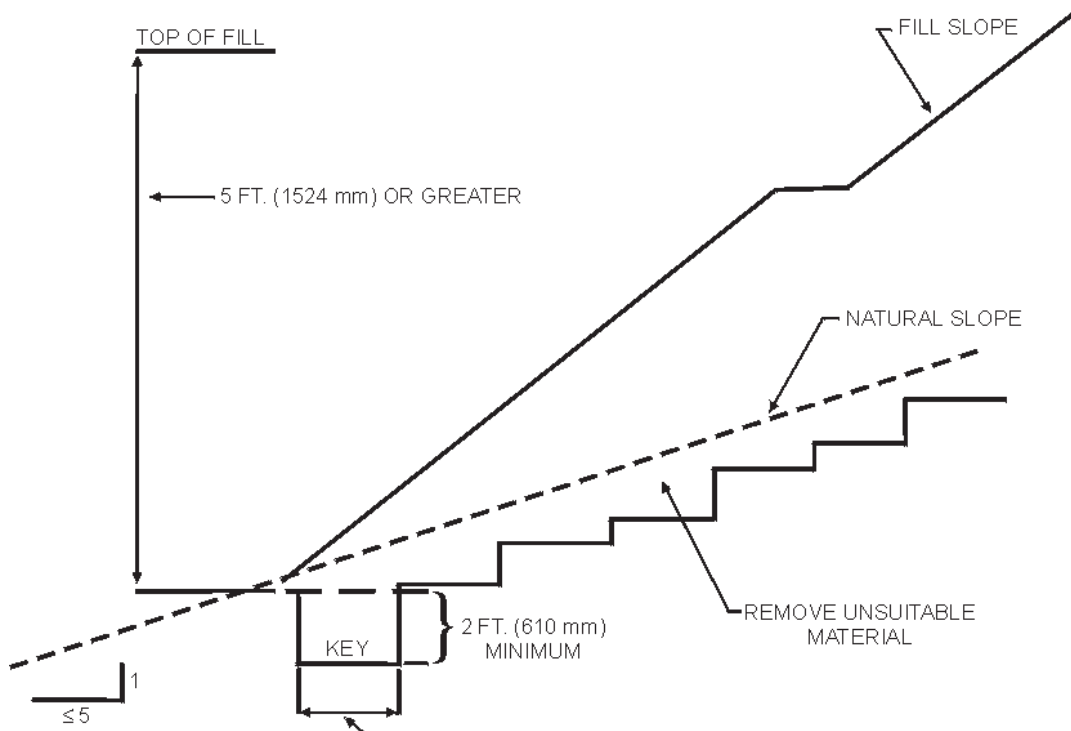 TOP OF FILL
FILL SLOPE
5 FT. (1524 mm) OR GREATER
NATURAL SLOPE
REMOVE UNSUITABLE
MATERIAL
2 FT. (610 mm)
MINIMUM
KEY
1
≤ 5